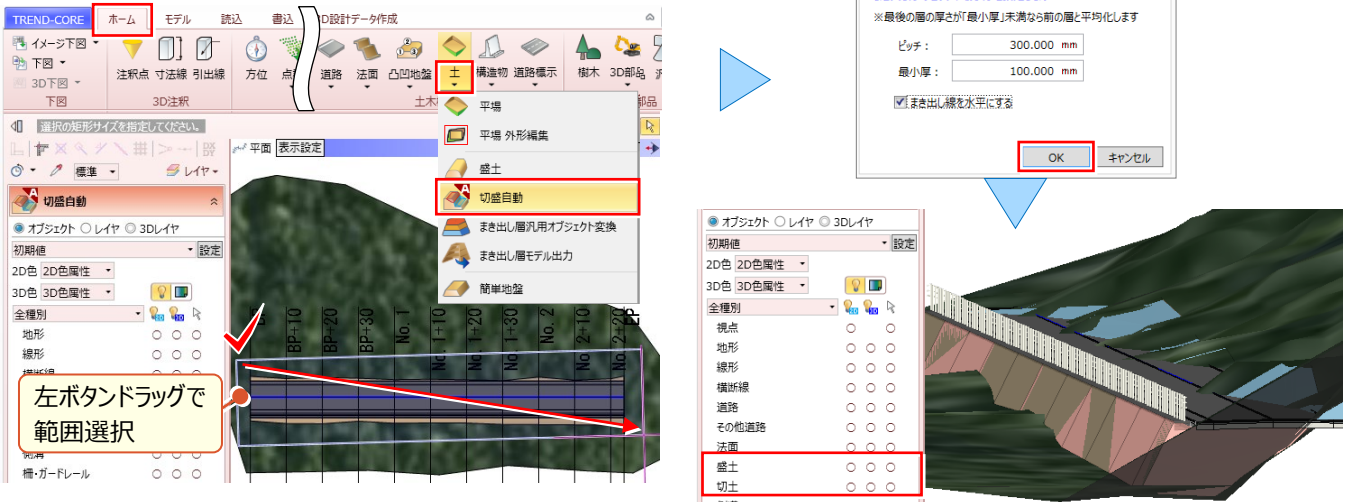 TREND-CORE ホーム モデル 読込 書込 3D設計データ作成
イメージ下図
下図
3D下図
注釈点 寸法線 引出線
方位
道路 法面 凸凹地盤 土 構造物 道路標示
樹木 3D部品
下図 3D注釈
部品
選択の矩形サイズを指定してください。
DX
DY
標準
レイヤ
平面 表示設定
平場
平場 外形編集
盛土
切盛自動
まき出し層汎用オブジェクト変換
まき出し層モデル出力
簡単地盤
切盛自動
オブジェクト レイヤ 3Dレイヤ
初期値 設定
2D色 2D色属性
3D色 3D色属性
全種別 2D 3D
地形
線形
横断線
左ボタンドラッグで
範囲選択
側溝
柵・ガードレール
BP+10
BP+20
BP+30
No. 1
No. 1+10
No. 1+20
No. 1+30
No. 2
No. 2+10
No. 2+20
EP
※最後の層の厚さが「最小厚」未満なら前の層と平均化します
ピッチ： 300.000 mm
最小厚： 100.000 mm
まき出し線を水平にする
OK キャンセル
オブジェクト レイヤ 3Dレイヤ
初期値 設定
2D色 2D色属性
3D色 3D色属性
全種別 2D 3D
視点
地形
線形
横断線
道路
その他道路
法面
盛土
切土